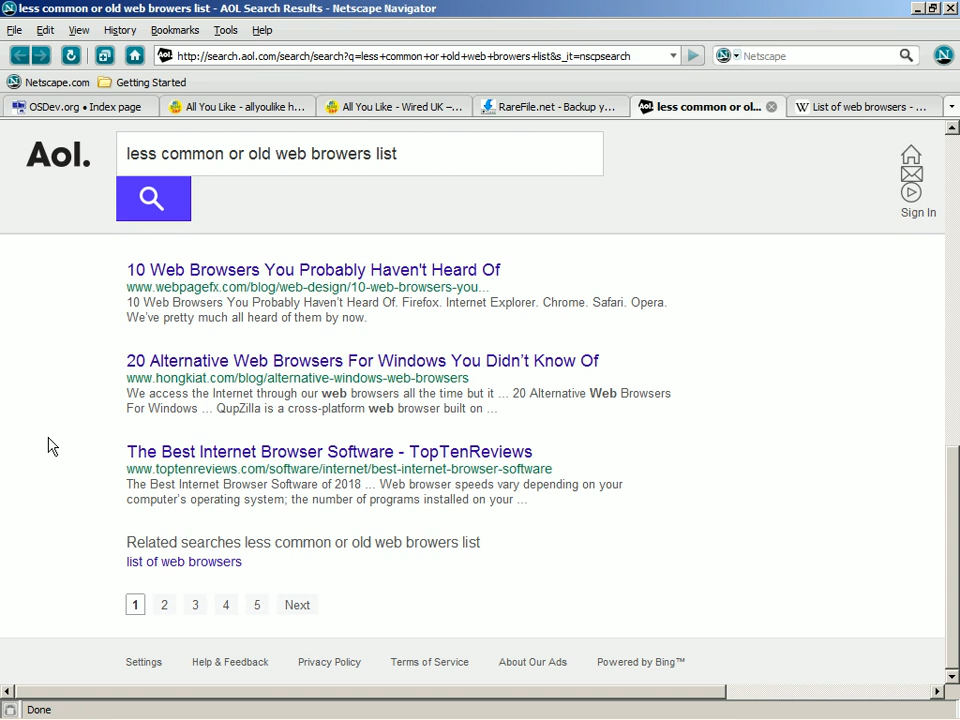 less common or old web browers list - AOL Search Results - Netscape Navigator
File Edit View History Bookmarks Tools Help
http://search.aol.com/search/search?q=less+common+or+old+web+browers+list&s_it=nscpsearch
Netscape
Netscape.com Getting Started
OSDev.org • Index page
All You Like - allyoulike h...
All You Like - Wired UK –...
RareFile.net - Backup y...
less common or ol...
List of web browsers - ...
Aol.
less common or old web browers list
Sign In
10 Web Browsers You Probably Haven't Heard Of
www.webpagefx.com/blog/web-design/10-web-browsers-you...
10 Web Browsers You Probably Haven't Heard Of. Firefox. Internet Explorer. Chrome. Safari. Opera.
We've pretty much all heard of them by now.
20 Alternative Web Browsers For Windows You Didn't Know Of
www.hongkiat.com/blog/alternative-windows-web-browsers
We access the Internet through our web browsers all the time but it ... 20 Alternative Web Browsers
For Windows ... QupZilla is a cross-platform web browser built on ...
The Best Internet Browser Software - TopTenReviews
www.toptenreviews.com/software/internet/best-internet-browser-software
The Best Internet Browser Software of 2018 ... Web browser speeds vary depending on your
computer's operating system; the number of programs installed on your ...
Related searches less common or old web browers list
list of web browsers
1 2 3 4 5 Next
Settings Help & Feedback Privacy Policy Terms of Service About Our Ads Powered by Bing™
Done